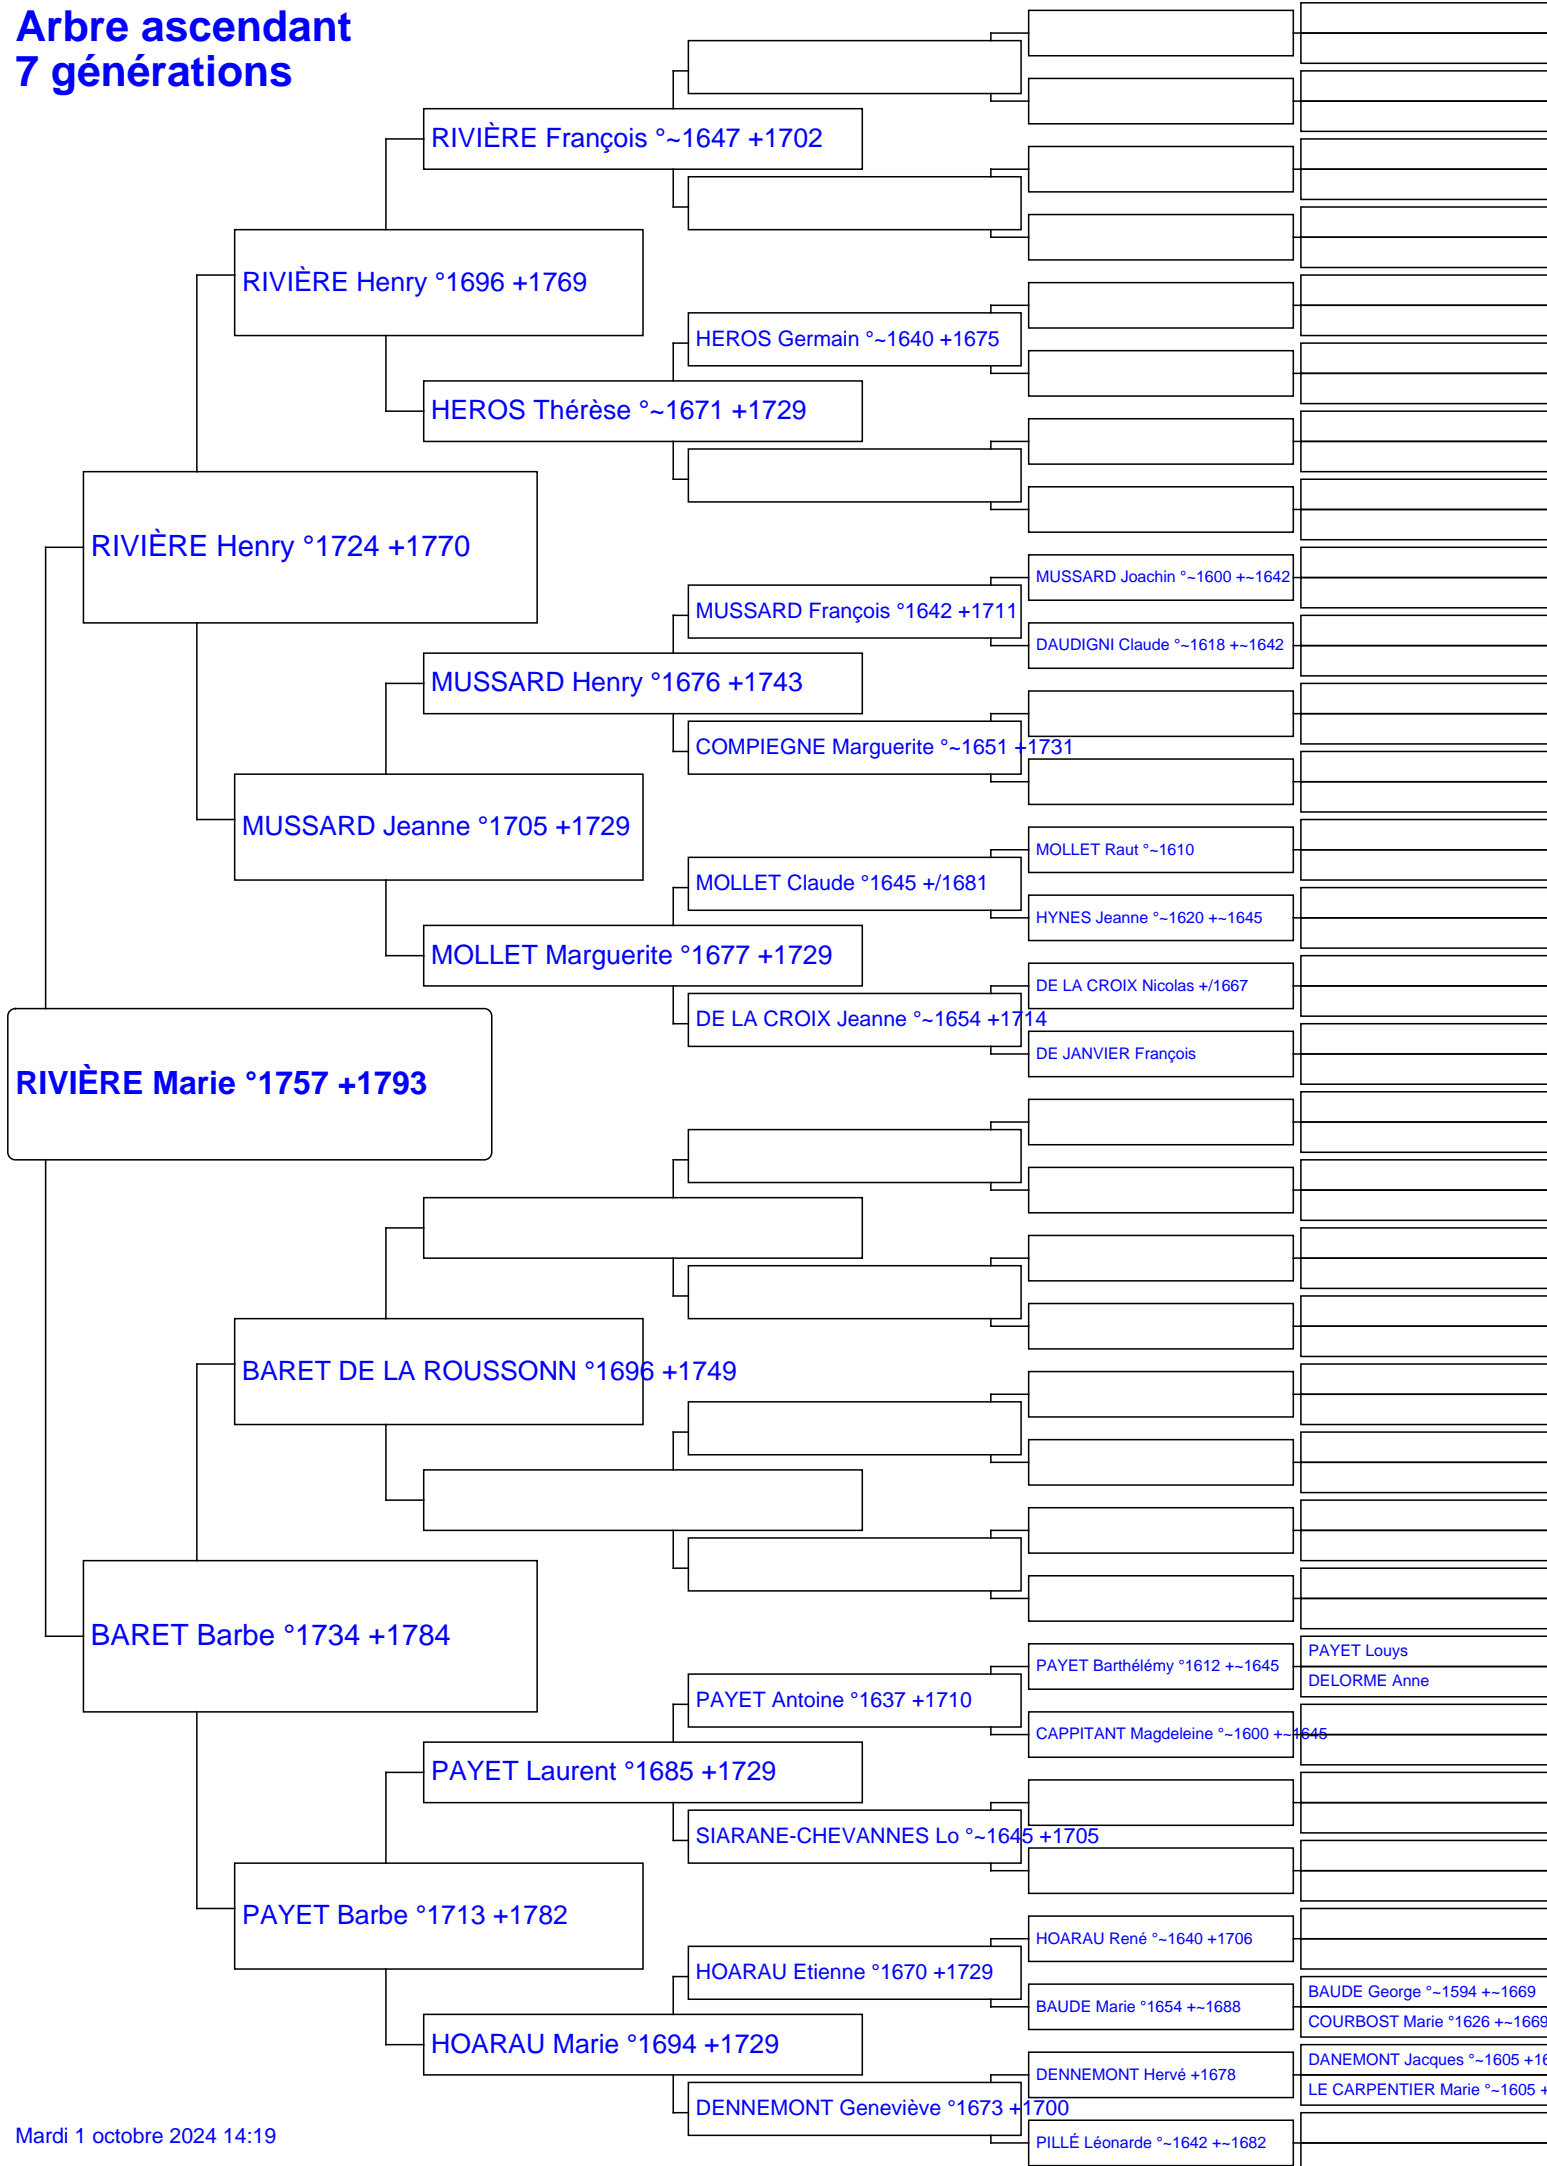 Arbre ascendant
7 générations
RIVIÈRE François °~1647 +1702
RIVIÈRE Henry °1696 +1769
HEROS Germain °~1640 +1675
HEROS Thérèse °~1671 +1729
RIVIÈRE Henry °1724 +1770
MUSSARD Joachin °~1600 +~1642
MUSSARD François °1642 +1711
DAUDIGNI Claude °~1618 +~1642
MUSSARD Henry °1676 +1743
COMPIEGNE Marguerite °~1651 +1731
MUSSARD Jeanne °1705 +1729
MOLLET Raut °~1610
MOLLET Claude °1645 +/1681
HYNES Jeanne °~1620 +~1645
MOLLET Marguerite °1677 +1729
DE LA CROIX Nicolas +/1667
DE LA CROIX Jeanne °~1654 +1714
DE JANVIER François
RIVIÈRE Marie °1757 +1793
BARET DE LA ROUSSONN °1696 +1749
BARET Barbe °1734 +1784
PAYET Louys
PAYET Barthélémy °1612 +~1645
DELORME Anne
PAYET Antoine °1637 +1710
CAPPITANT Magdeleine °~1600 +~1645
PAYET Laurent °1685 +1729
SIARANE-CHEVANNES Lo °~1645 +1705
PAYET Barbe °1713 +1782
HOARAU René °~1640 +1706
HOARAU Etienne °1670 +1729
BAUDE George °~1594 +~1669
BAUDE Marie °1654 +~1688
COURBOST Marie °1626 +~1669
HOARAU Marie °1694 +1729
DANEMONT Jacques °~1605 +16
DENNEMONT Hervé +1678
LE CARPENTIER Marie °~1605 +
DENNEMONT Geneviève °1673 +1700
PILLÉ Léonarde °~1642 +~1682
Mardi 1 octobre 2024 14:19